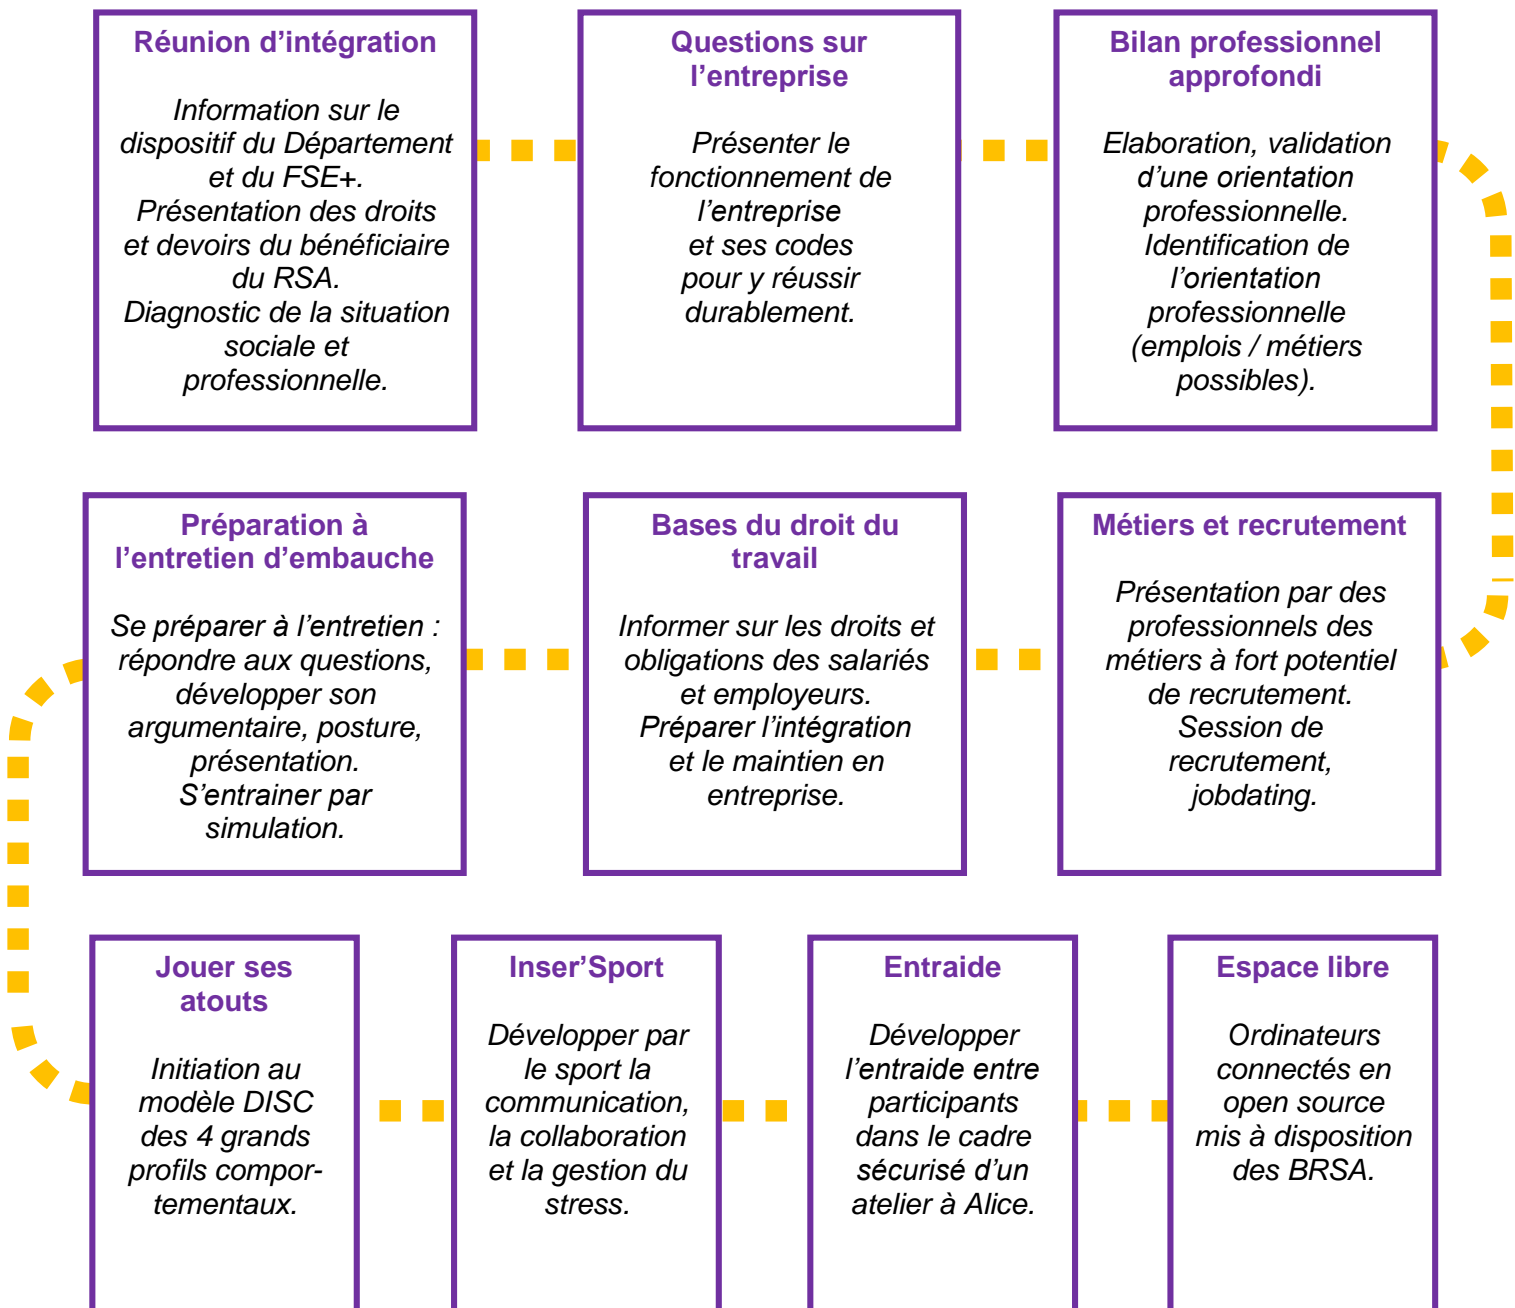 Réunion d’intégration
Information sur le
dispositif du Département
et du FSE+.
Présentation des droits
et devoirs du bénéficiaire
du RSA.
Diagnostic de la situation
sociale et
professionnelle.
Questions sur
l’entreprise
Présenter le
fonctionnement de
l’entreprise
et ses codes
pour y réussir
durablement.
Bilan professionnel
approfondi
Elaboration, validation
d’une orientation
professionnelle.
Identification de
l’orientation
professionnelle
(emplois / métiers
possibles).
Métiers et recrutement
Présentation par des
professionnels des
métiers à fort potentiel
de recrutement.
Session de
recrutement,
jobdating.
Bases du droit du
travail
Informer sur les droits et
obligations des salariés
et employeurs.
Préparer l’intégration
et le maintien en
entreprise.
Préparation à
l’entretien d’embauche
Se préparer à l’entretien :
répondre aux questions,
développer son
argumentaire, posture,
présentation.
S’entrainer par
simulation.
Jouer ses
atouts
Initiation au
modèle DISC
des 4 grands
profils compor-
tementaux.
Inser’Sport
Développer par
le sport la
communication,
la collaboration
et la gestion du
stress.
Entraide
Développer
l’entraide entre
participants
dans le cadre
sécurisé d’un
atelier à Alice.
Espace libre
Ordinateurs
connectés en
open source
mis à disposition
des BRSA.